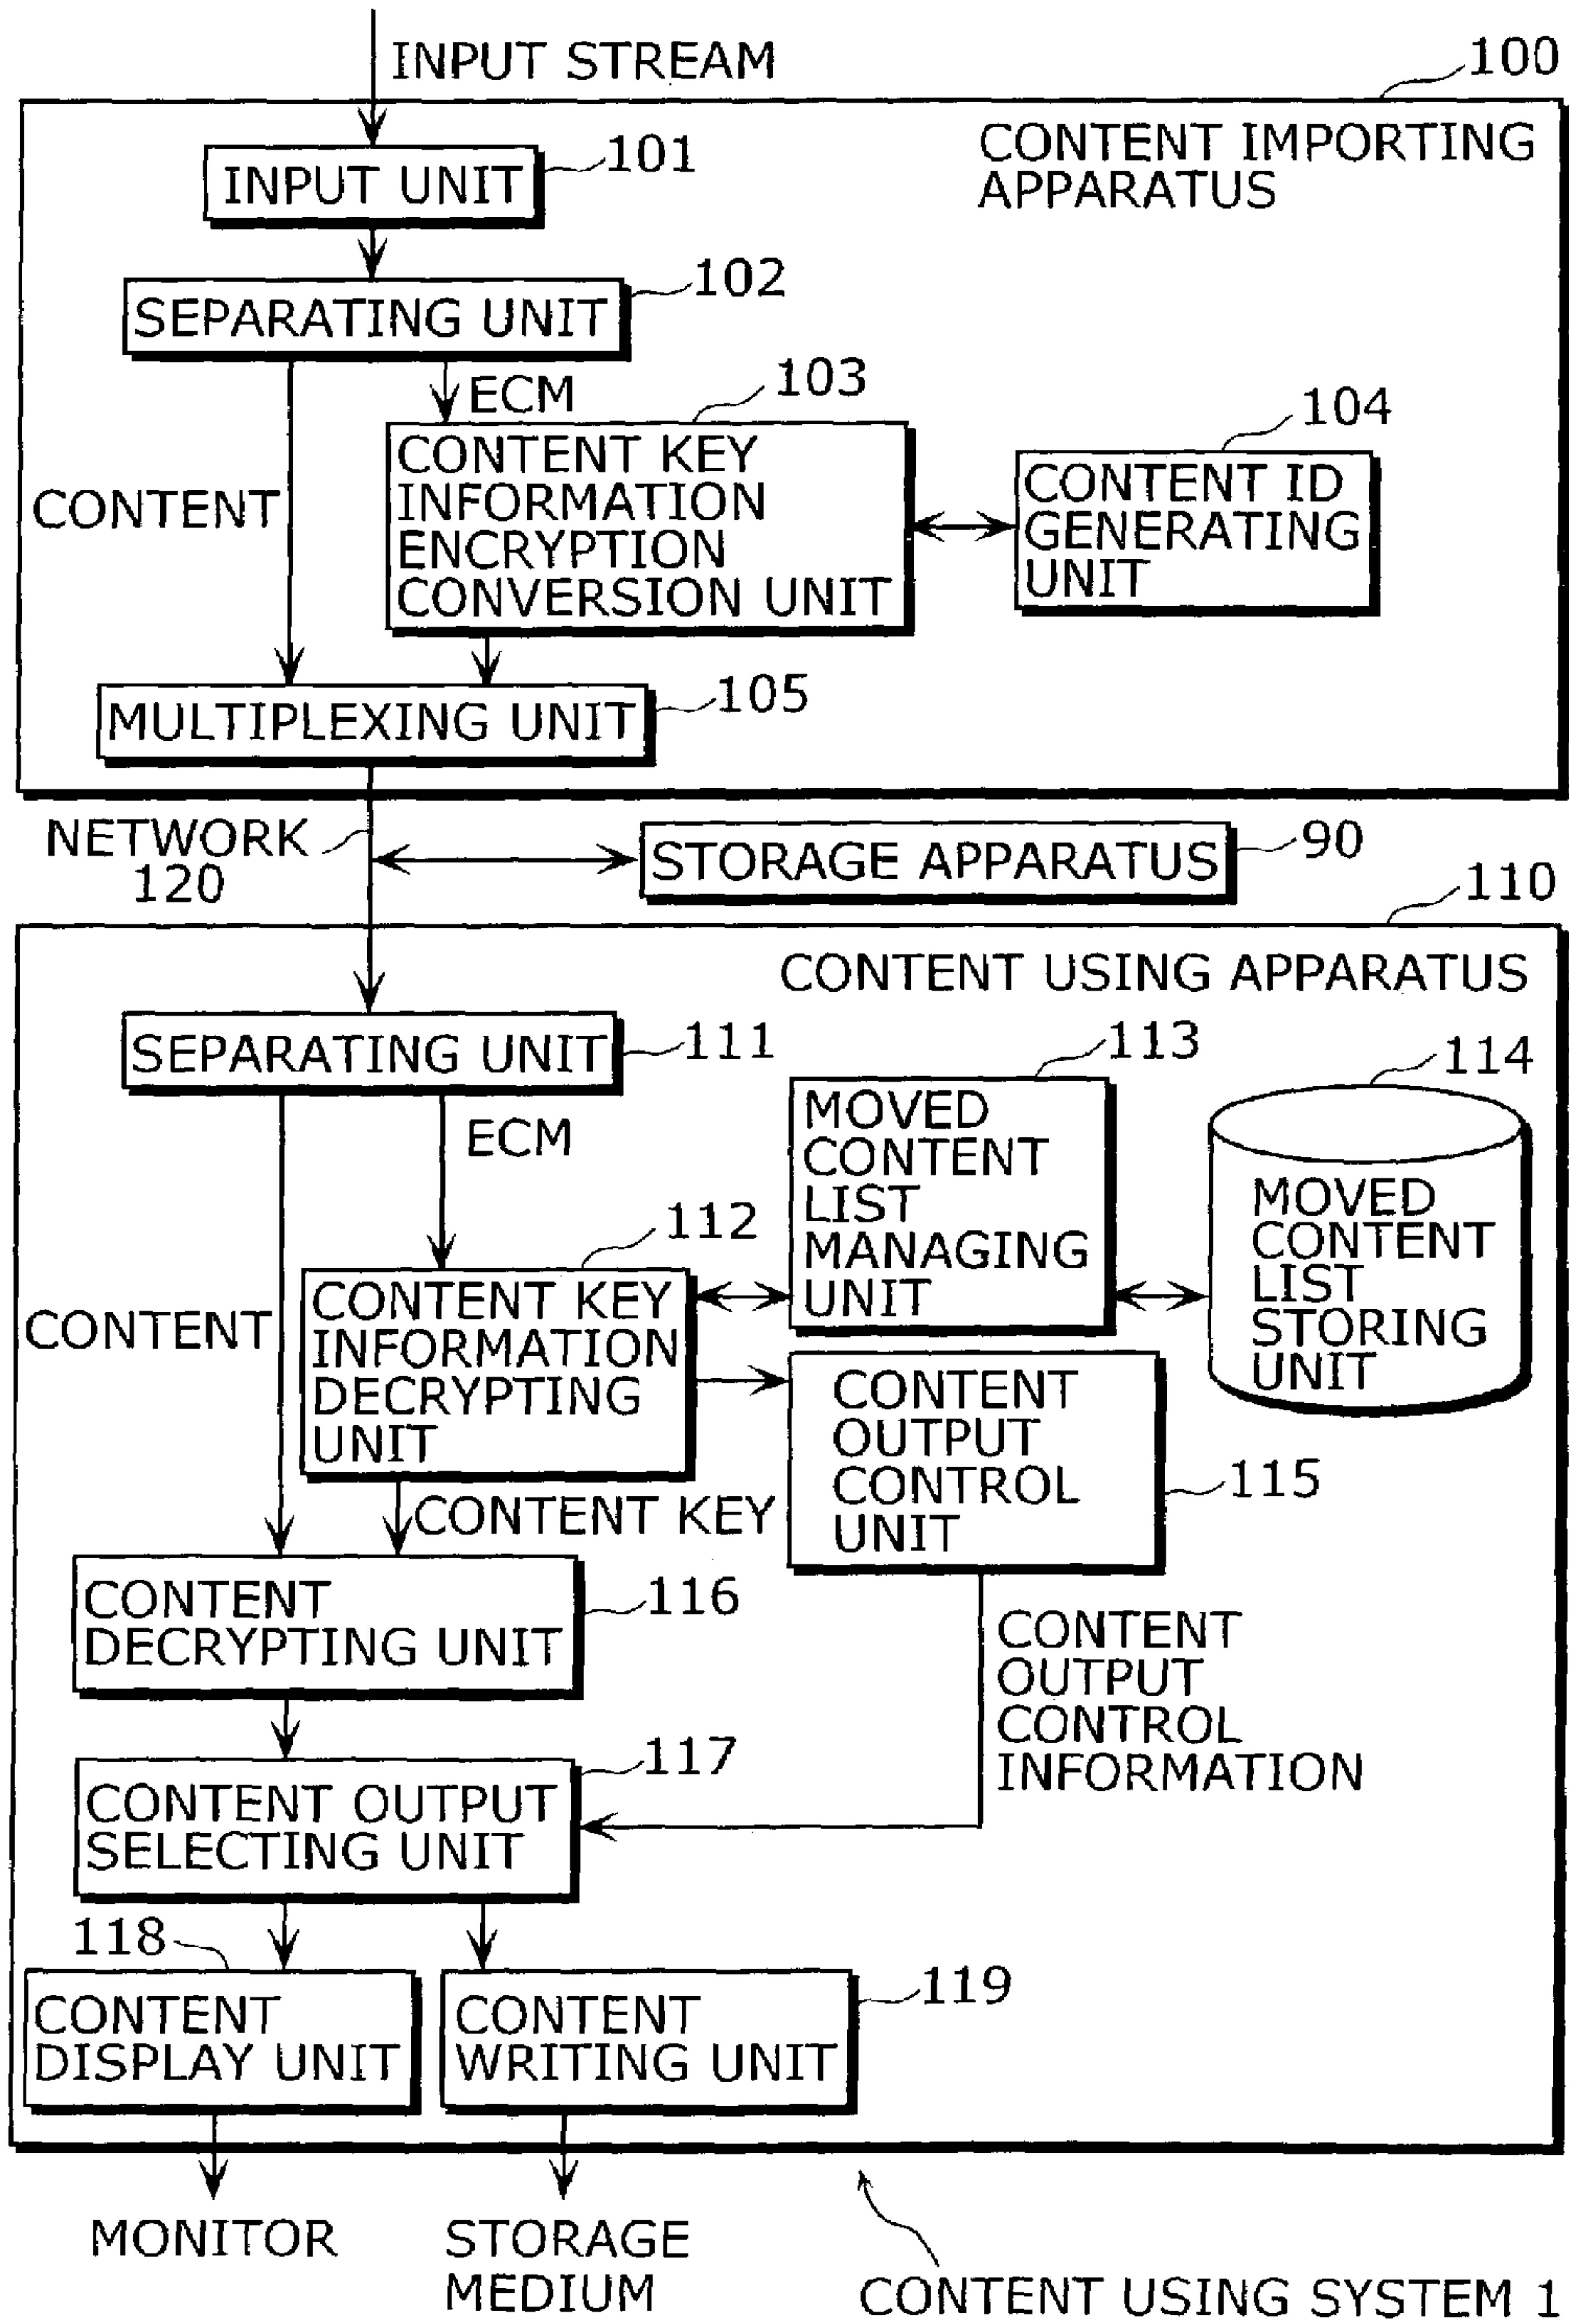 INPUT STREAM
100
CONTENT IMPORTING
APPARATUS
INPUT UNIT
101
SEPARATING UNIT
102
ECM
103
CONTENT
CONTENT KEY
INFORMATION
ENCRYPTION
CONVERSION UNIT
104
CONTENT ID
GENERATING
UNIT
MULTIPLEXING UNIT
105
NETWORK
120
STORAGE APPARATUS
90
110
CONTENT USING APPARATUS
SEPARATING UNIT
111
ECM
113
MOVED
CONTENT
LIST
MANAGING
UNIT
114
MOVED
CONTENT
LIST
STORING
UNIT
112
CONTENT
CONTENT KEY
INFORMATION
DECRYPTING
UNIT
CONTENT
OUTPUT
CONTROL
UNIT
115
CONTENT KEY
CONTENT
DECRYPTING UNIT
116
CONTENT
OUTPUT
CONTROL
INFORMATION
CONTENT OUTPUT
SELECTING UNIT
117
118
CONTENT
DISPLAY UNIT
CONTENT
WRITING UNIT
119
MONITOR
STORAGE
MEDIUM
CONTENT USING SYSTEM 1